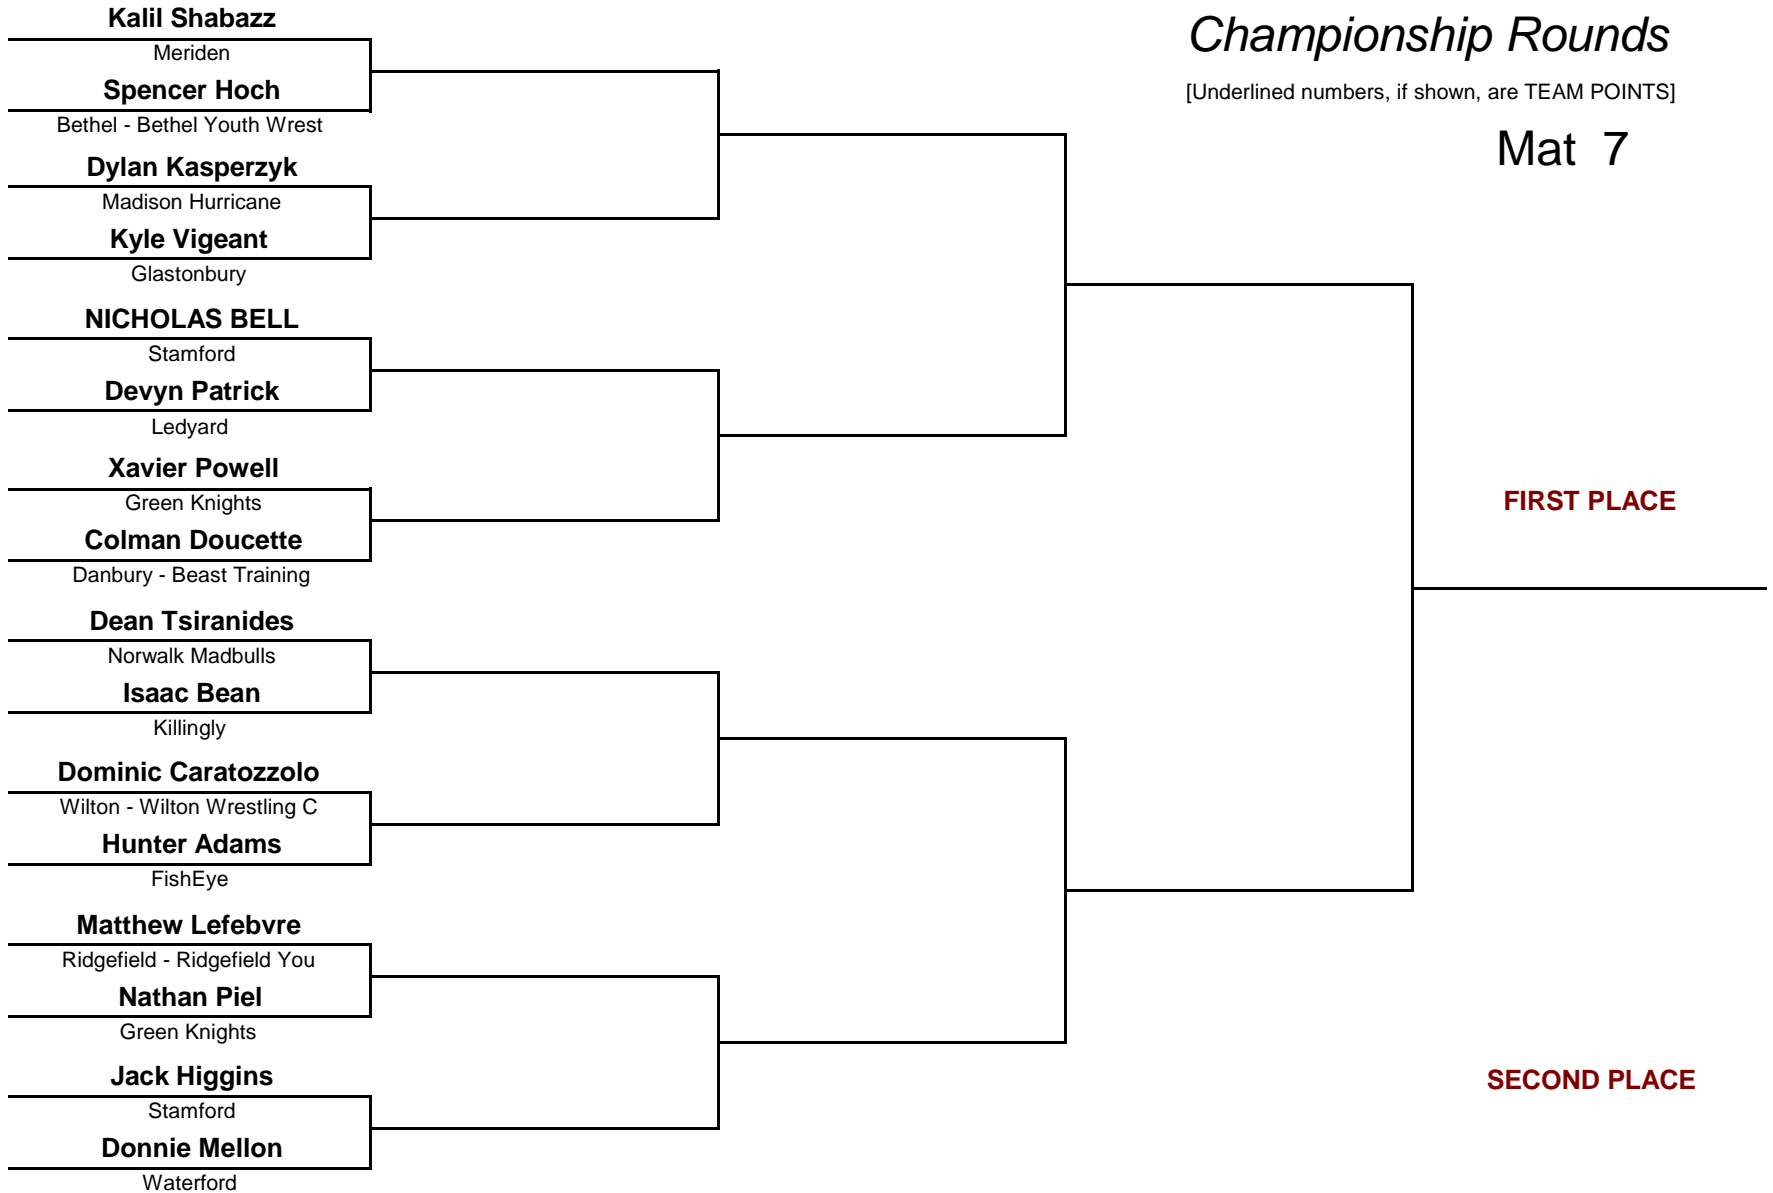 Kalil Shabazz
Meriden
Spencer Hoch
Bethel - Bethel Youth Wrest
Dylan Kasperzyk
Madison Hurricane
Kyle Vigeant
Glastonbury
NICHOLAS BELL
Stamford
Devyn Patrick
Ledyard
Xavier Powell
Green Knights
Colman Doucette
Danbury - Beast Training
Dean Tsiranides
Norwalk Madbulls
Isaac Bean
Killingly
Dominic Caratozzolo
Wilton - Wilton Wrestling C
Hunter Adams
FishEye
Matthew Lefebvre
Ridgefield - Ridgefield You
Nathan Piel
Green Knights
Jack Higgins
Stamford
Donnie Mellon
Waterford
Championship Rounds
[Underlined numbers, if shown, are TEAM POINTS]
Mat 7
FIRST PLACE
SECOND PLACE